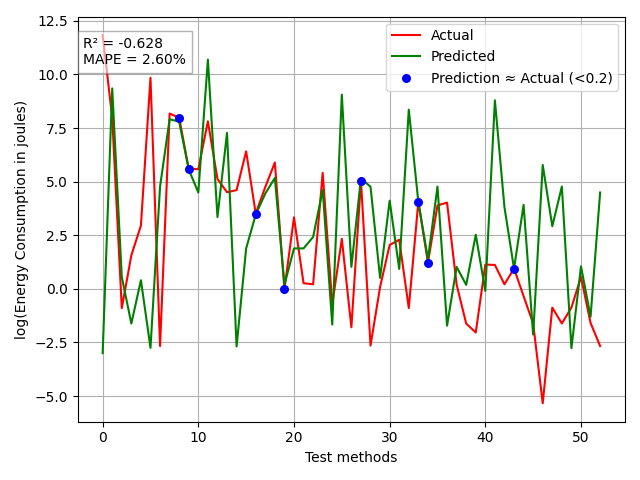 R² = -0.628
MAPE = 2.60%
Actual
Predicted
Prediction ≈ Actual (<0.2)
log(Energy Consumption in joules)
12.5
10.0
7.5
5.0
2.5
0.0
−2.5
−5.0
0 10 20 30 40 50
Test methods